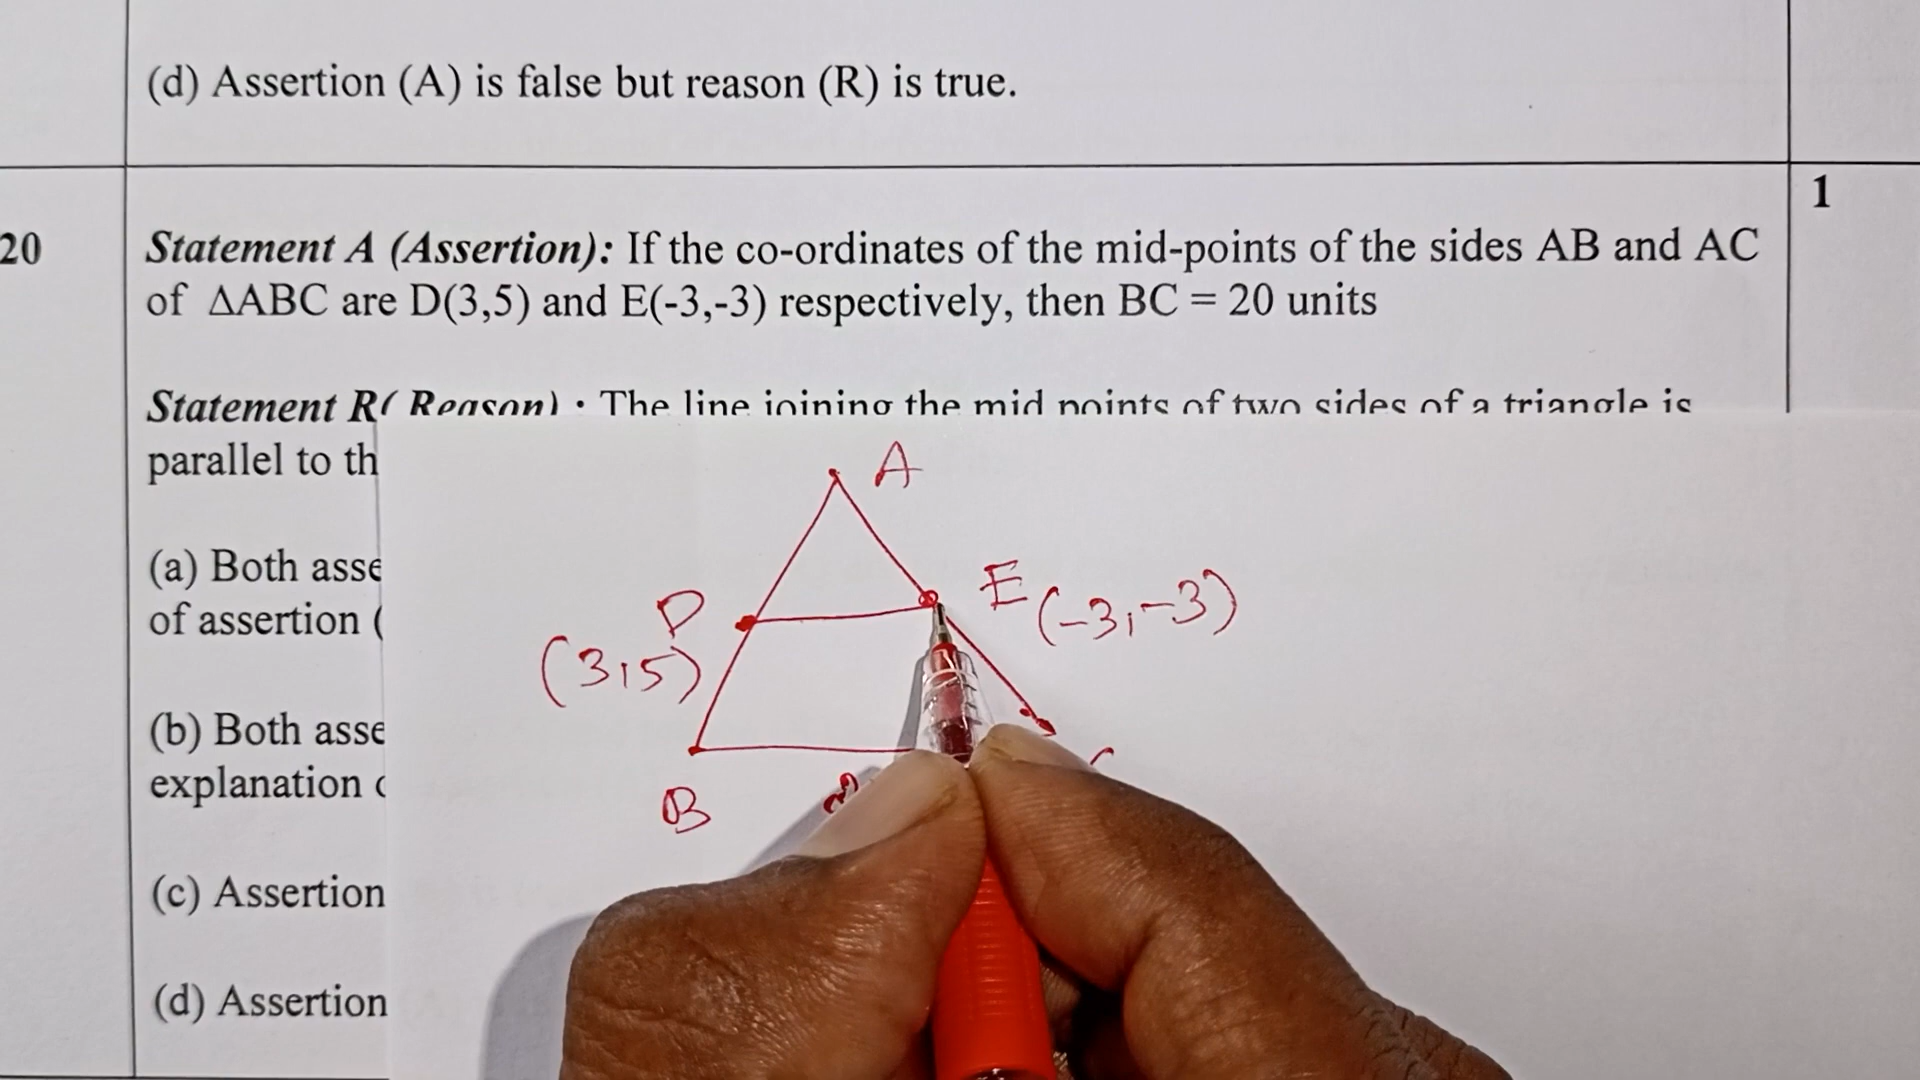 (d) Assertion (A) is false but reason (R) is true.
1
20
Statement A (Assertion): If the co-ordinates of the mid-points of the sides AB and AC
of ΔABC are D(3,5) and E(-3,-3) respectively, then BC = 20 units
Statement R( Reason) : The line joining the mid points of two sides of a triangle is
parallel to th
A
(a) Both asse
of assertion (
D
E(-3,-3)
(3,5)
(b) Both asse
explanation
B
(c) Assertion
(d) Assertion